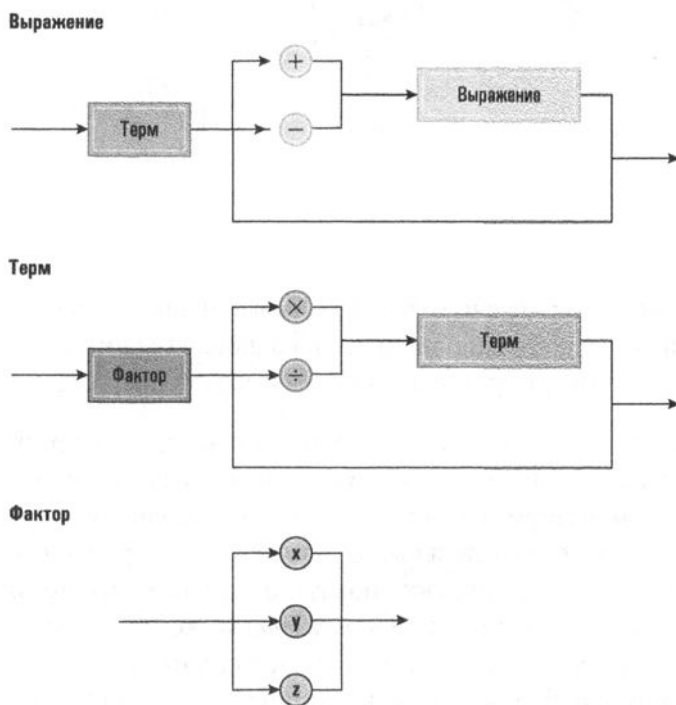 Выражение
+
Терм
−
Выражение
Терм
×
Фактор
÷
Терм
Фактор
x
y
z